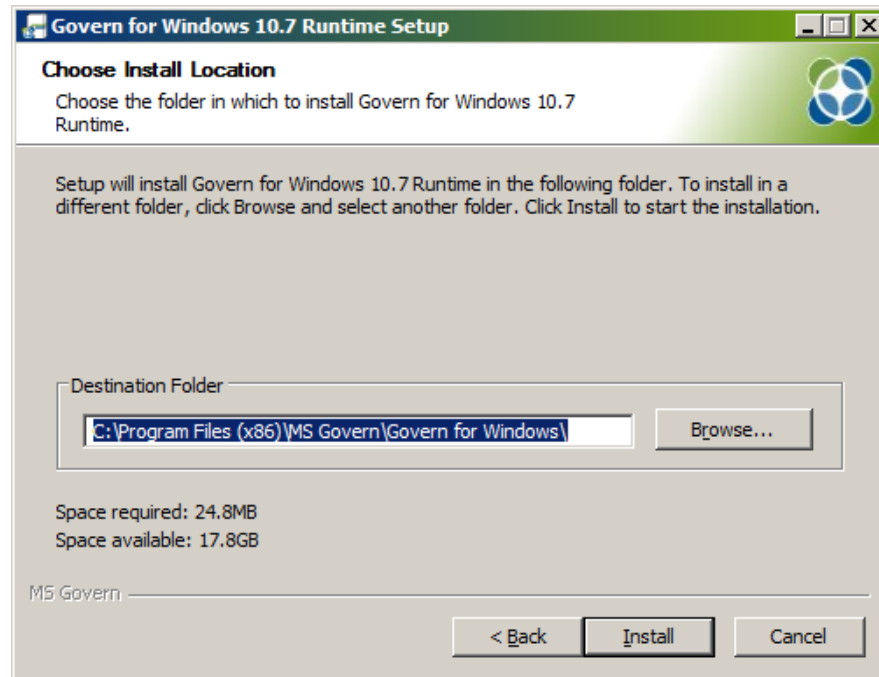 Govern for Windows 10.7 Runtime Setup
Choose Install Location
Choose the folder in which to install Govern for Windows 10.7
Runtime.
Setup will install Govern for Windows 10.7 Runtime in the following folder. To install in a
different folder, click Browse and select another folder. Click Install to start the installation.
Destination Folder
C:\Program Files (x86)\MS Govern\Govern for Windows\
Browse...
Space required: 24.8MB
Space available: 17.8GB
MS Govern
< Back
Install
Cancel